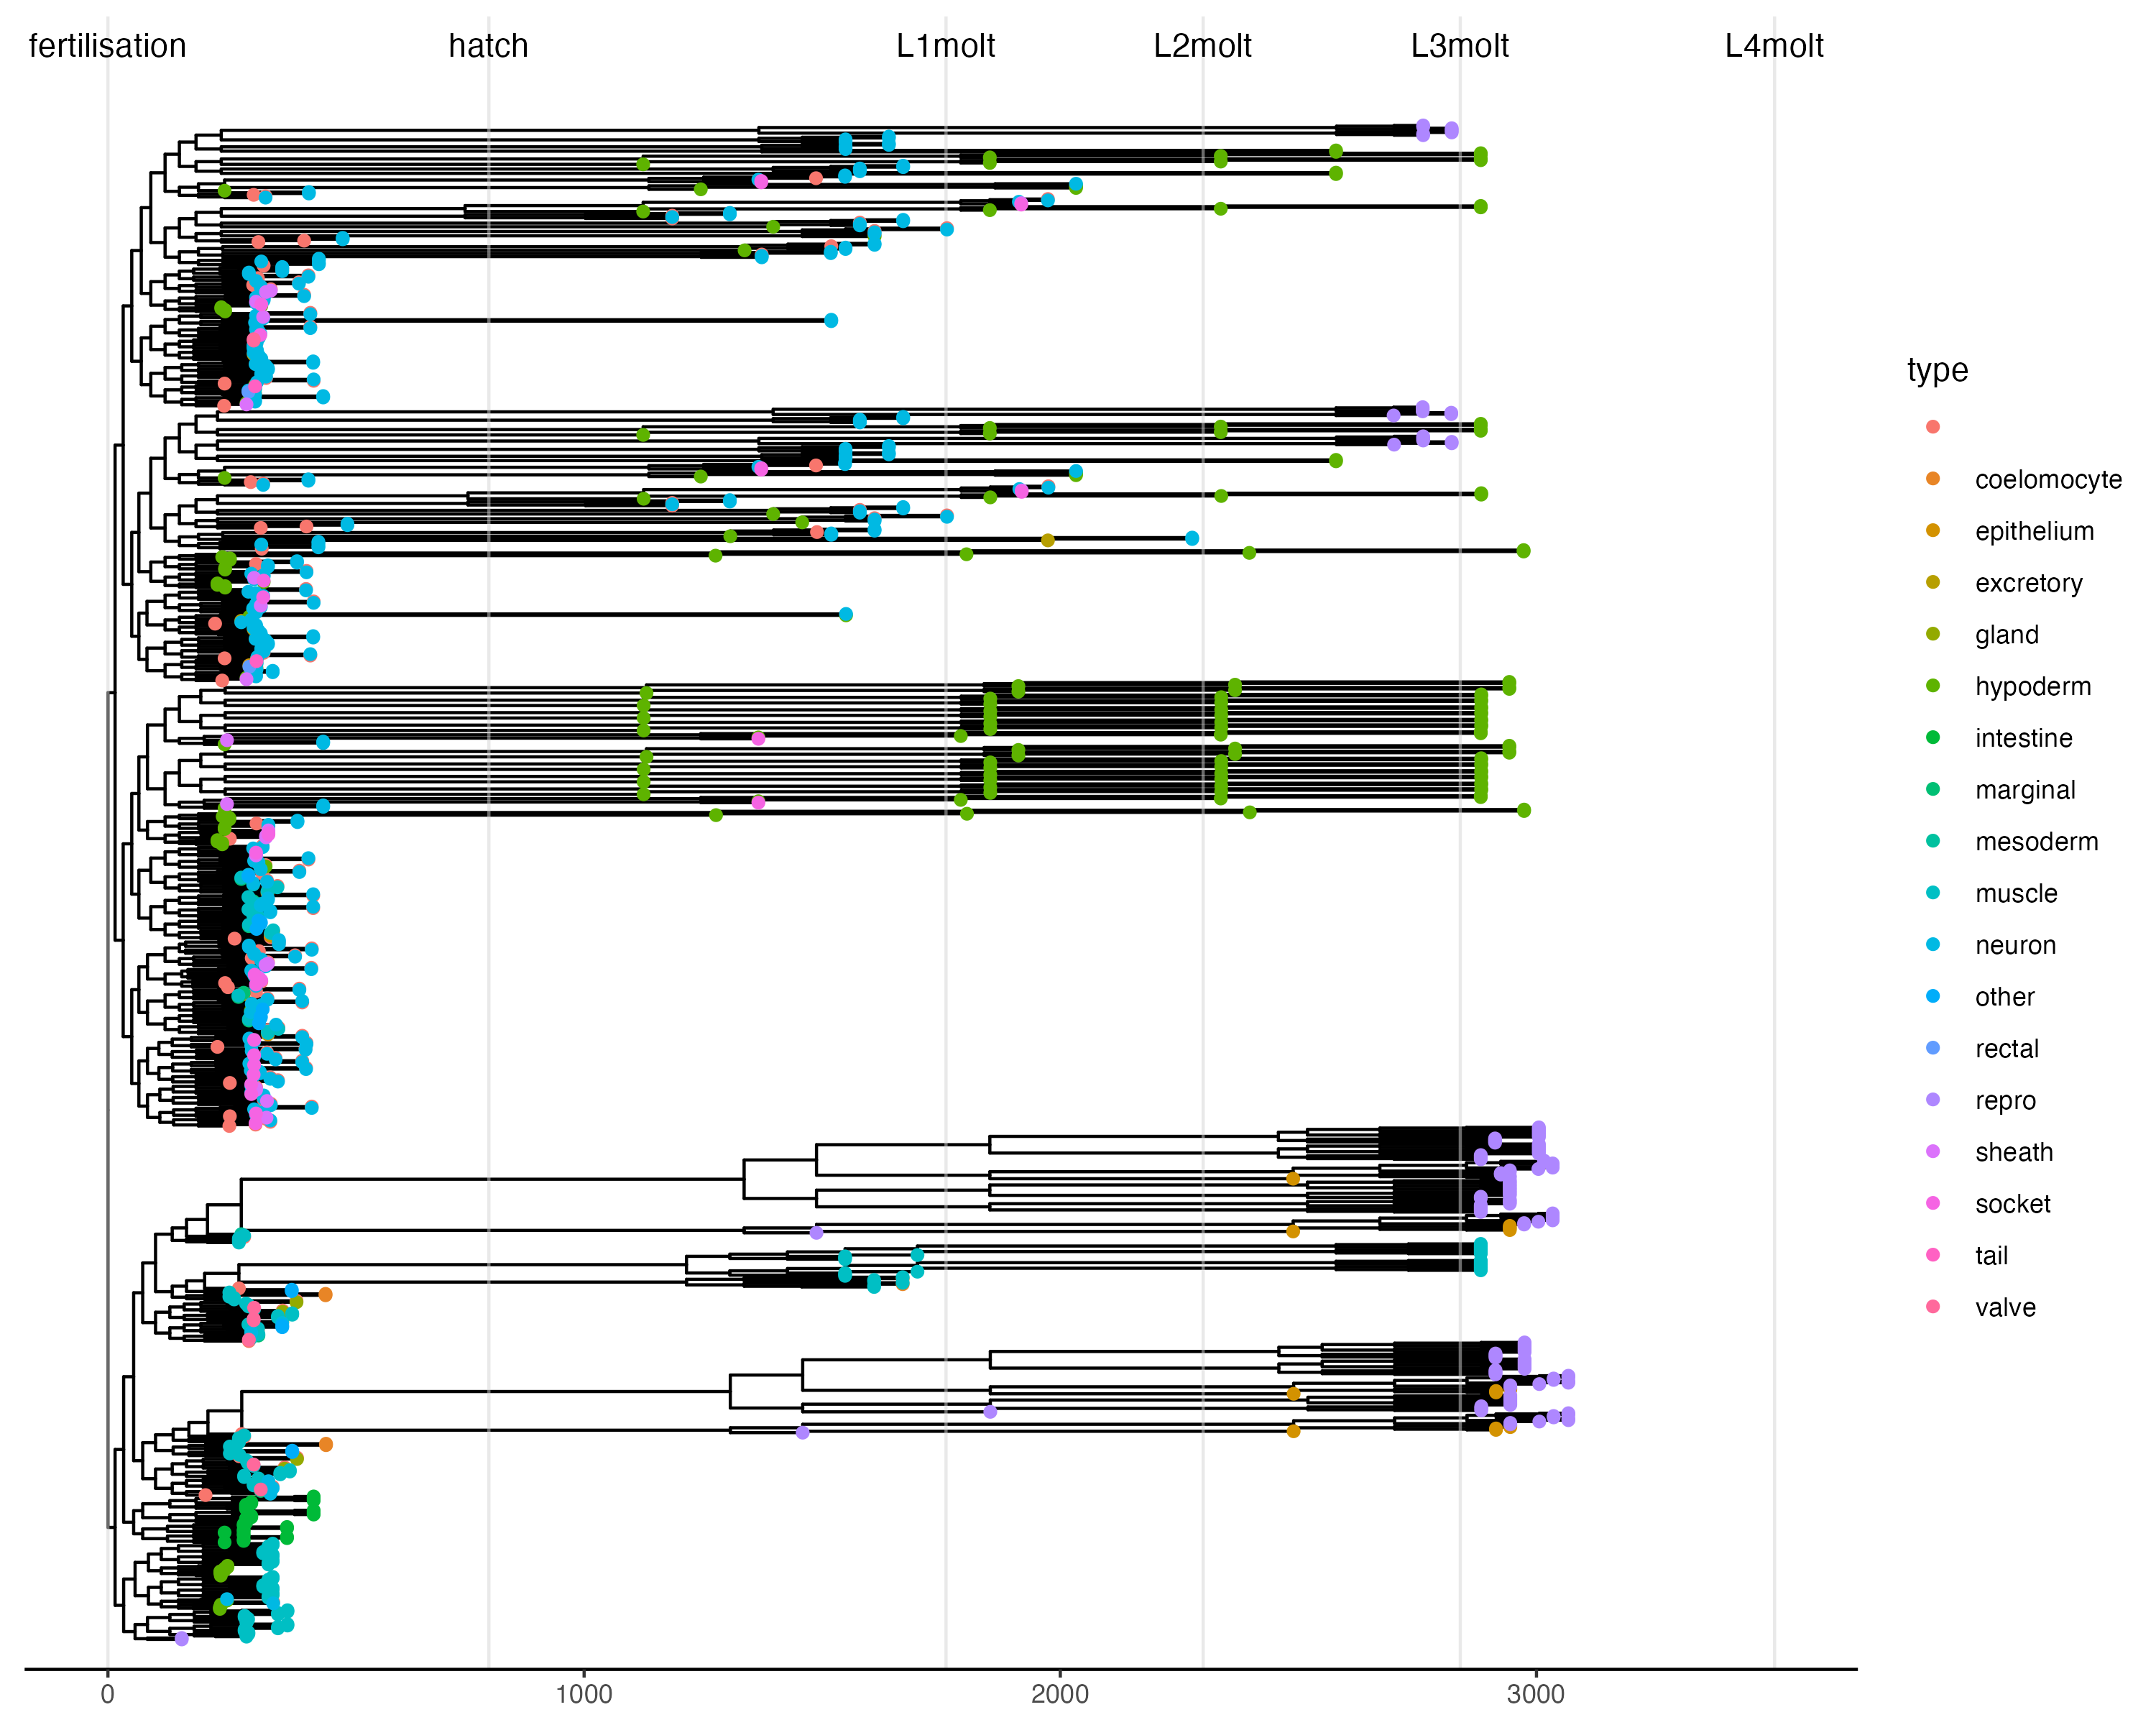 fertilisation hatch L1molt L2molt L3molt L4molt
type
coelomocyte
epithelium
excretory
gland
hypoderm
intestine
marginal
mesoderm
muscle
neuron
other
rectal
repro
sheath
socket
tail
valve
0 1000 2000 3000